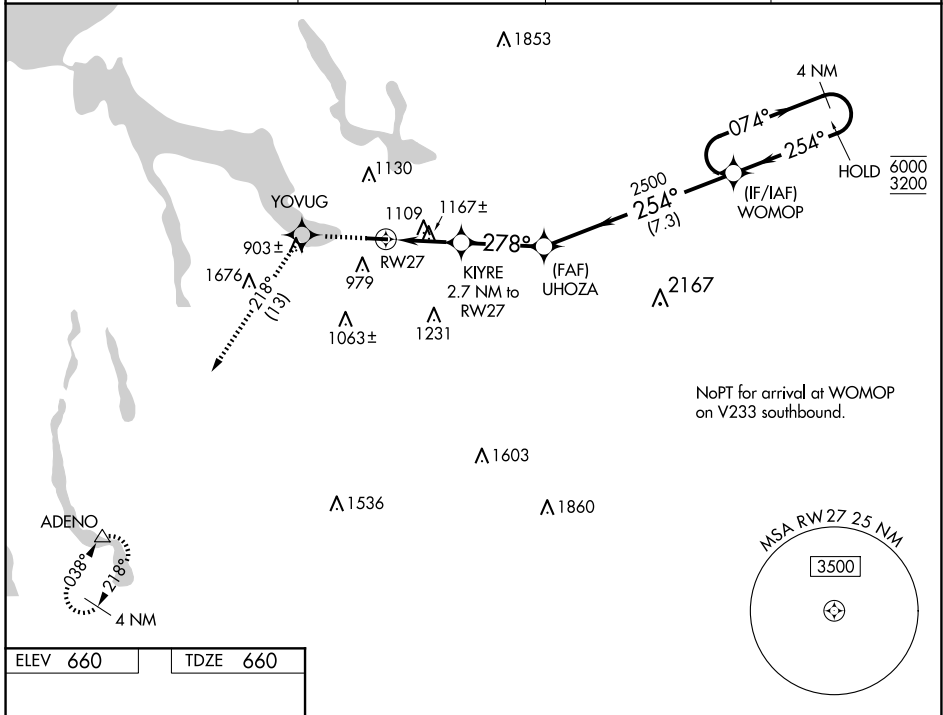 1853
4 NM
074°
254°
HOLD
6000
3200
(IF/IAF)
WOMOP
2500
254°
(7.3)
1130
YOVUG
1109
1167±
903±
RW27
278°
KIYRE
2.7 NM to
RW27
(FAF)
UHOZA
979
1676
218°
(13)
1063±
1231
2167
NoPT for arrival at WOMOP
on V233 southbound.
1603
1536
1860
ADENO
038°
218°
4 NM
MSA RW27 25 NM
3500
ELEV 660
TDZE 660